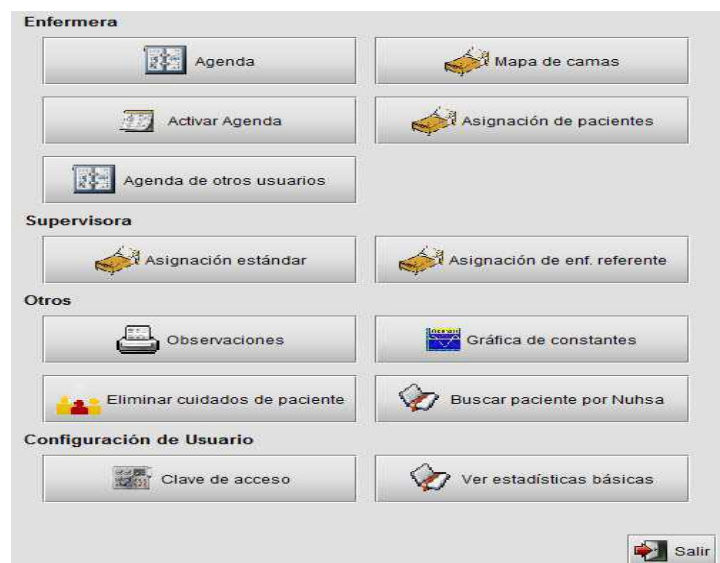 Enfermera
Agenda
Mapa de camas
Activar Agenda
Asignación de pacientes
Agenda de otros usuarios
Supervisora
Asignación estándar
Asignación de enf. referente
Otros
Observaciones
Gráfica de constantes
Eliminar cuidados de paciente
Buscar paciente por Nuhsa
Configuración de Usuario
Clave de acceso
Ver estadísticas básicas
Salir